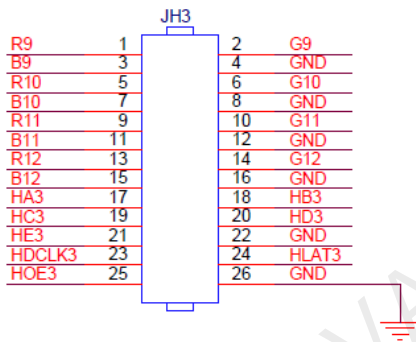 JH3
R9 1 2 G9
B9 3 4 GND
R10 5 6 G10
B10 7 8 GND
R11 9 10 G11
B11 11 12 GND
R12 13 14 G12
B12 15 16 GND
HA3 17 18 HB3
HC3 19 20 HD3
HE3 21 22 GND
HDCLK3 23 24 HLAT3
HOE3 25 26 GND